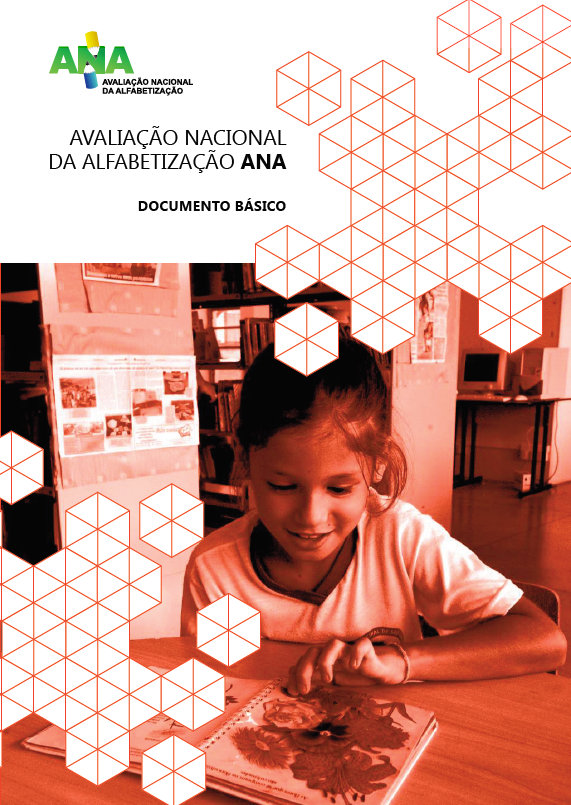 ANA
AVALIAÇÃO NACIONAL
DA ALFABETIZAÇÃO
AVALIAÇÃO NACIONAL
DA ALFABETIZAÇÃO ANA
DOCUMENTO BÁSICO